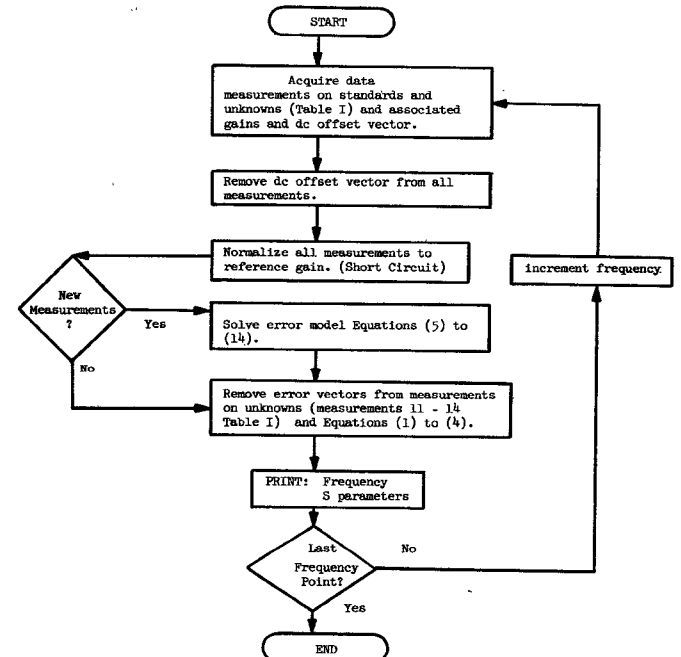 START
Acquire data
measurements on standards and
unknowns (Table I) and associated
gains and dc offset vector.
Remove dc offset vector from all
measurements.
Normalize all measurements to
reference gain. (Short Circuit)
increment frequency
New
Measurements
?
Yes
No
Solve error model Equations (5) to
(14).
Remove error vectors from measurements
on unknowns (measurements 11 - 14
Table I) and Equations (1) to (4).
PRINT: Frequency
S parameters
Last
Frequency
Point?
No
Yes
END